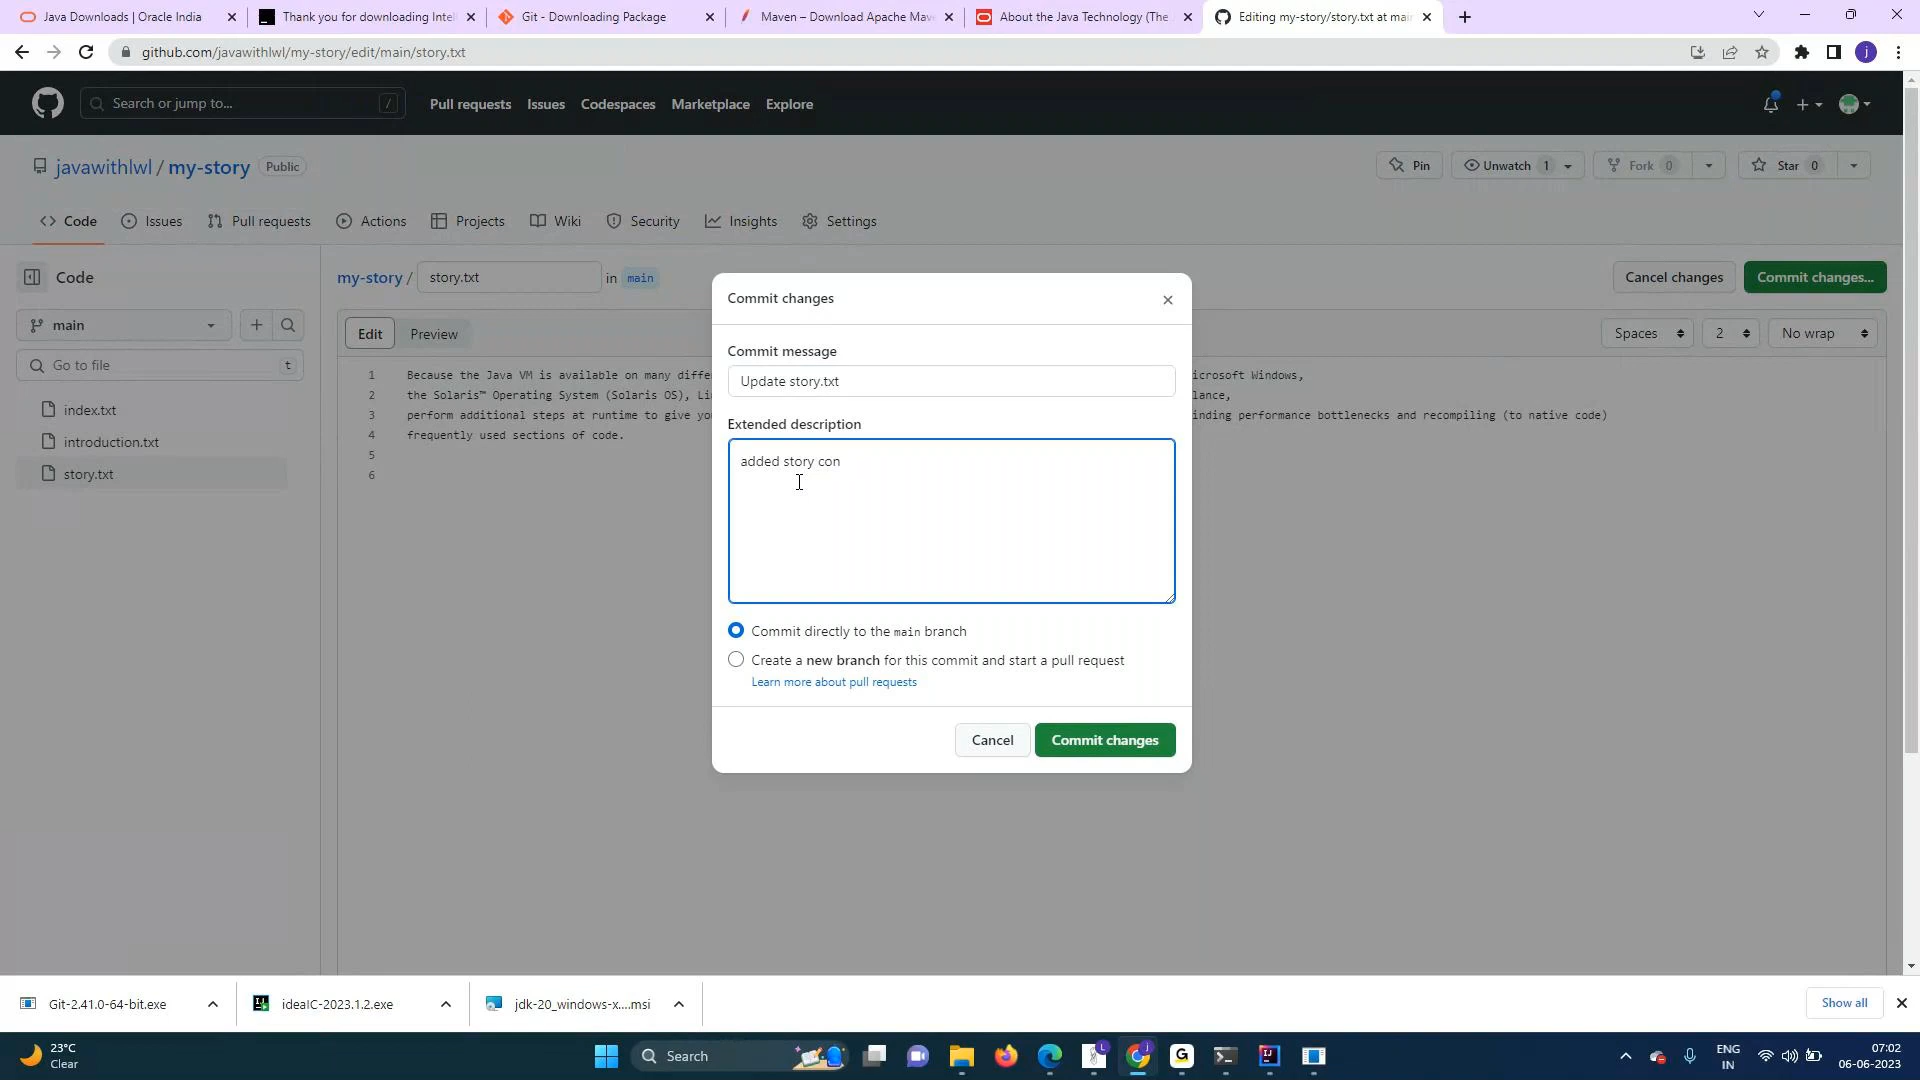 Java Downloads | Oracle India
Thank you for downloading Intel
Git - Downloading Package
Maven – Download Apache Mav
About the Java Technology (The
Editing my-story/story.txt at mai
github.com/javawithlwl/my-story/edit/main/story.txt
j
Search or jump to...
/
Pull requests
Issues
Codespaces
Marketplace
Explore
javawithlwl / my-story
Public
Pin
Unwatch 1
Fork 0
Star 0
Code
Issues
Pull requests
Actions
Projects
Wiki
Security
Insights
Settings
Code
my-story /
story.txt
in main
Cancel changes
Commit changes...
main
Edit
Preview
Spaces
2
No wrap
Go to file
t
index.txt
introduction.txt
story.txt
1 Because the Java VM is available on many diffe
icrosoft Windows,
2 the Solaris™ Operating System (Solaris OS), Li
lance,
3 perform additional steps at runtime to give yo
inding performance bottlenecks and recompiling (to native code)
4 frequently used sections of code.
5
6
Commit changes
Commit message
Update story.txt
Extended description
added story con
Commit directly to the main branch
Create a new branch for this commit and start a pull request
Learn more about pull requests
Cancel
Commit changes
Git-2.41.0-64-bit.exe
ideaIC-2023.1.2.exe
jdk-20_windows-x....msi
Show all
23°C
Clear
Search
ENG
IN
07:02
06-06-2023